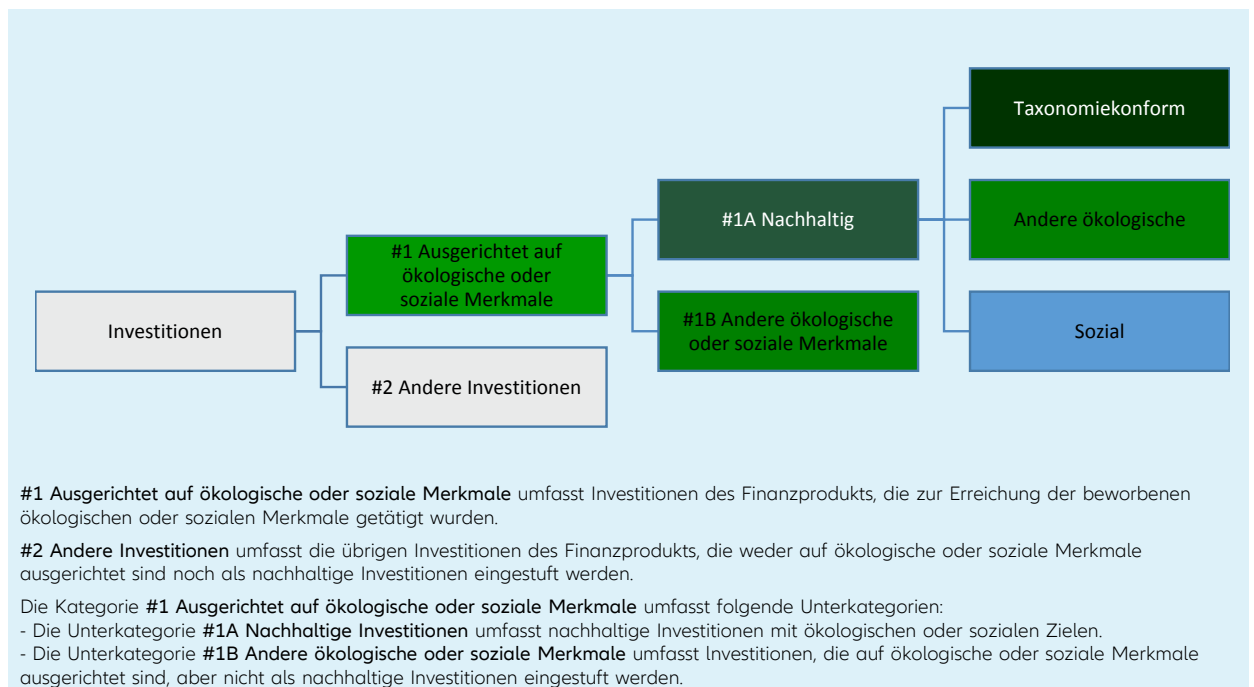 Taxonomiekonform
#1A Nachhaltig
Andere ökologische
#1 Ausgerichtet auf
ökologische oder
soziale Merkmale
Investitionen
#1B Andere ökologische
oder soziale Merkmale
Sozial
#2 Andere Investitionen
#1 Ausgerichtet auf ökologische oder soziale Merkmale umfasst Investitionen des Finanzprodukts, die zur Erreichung der beworbenen
ökologischen oder sozialen Merkmale getätigt wurden.
#2 Andere Investitionen umfasst die übrigen Investitionen des Finanzprodukts, die weder auf ökologische oder soziale Merkmale
ausgerichtet sind noch als nachhaltige Investitionen eingestuft werden.
Die Kategorie #1 Ausgerichtet auf ökologische oder soziale Merkmale umfasst folgende Unterkategorien:
- Die Unterkategorie #1A Nachhaltige Investitionen umfasst nachhaltige Investitionen mit ökologischen oder sozialen Zielen.
- Die Unterkategorie #1B Andere ökologische oder soziale Merkmale umfasst Investitionen, die auf ökologische oder soziale Merkmale
ausgerichtet sind, aber nicht als nachhaltige Investitionen eingestuft werden.